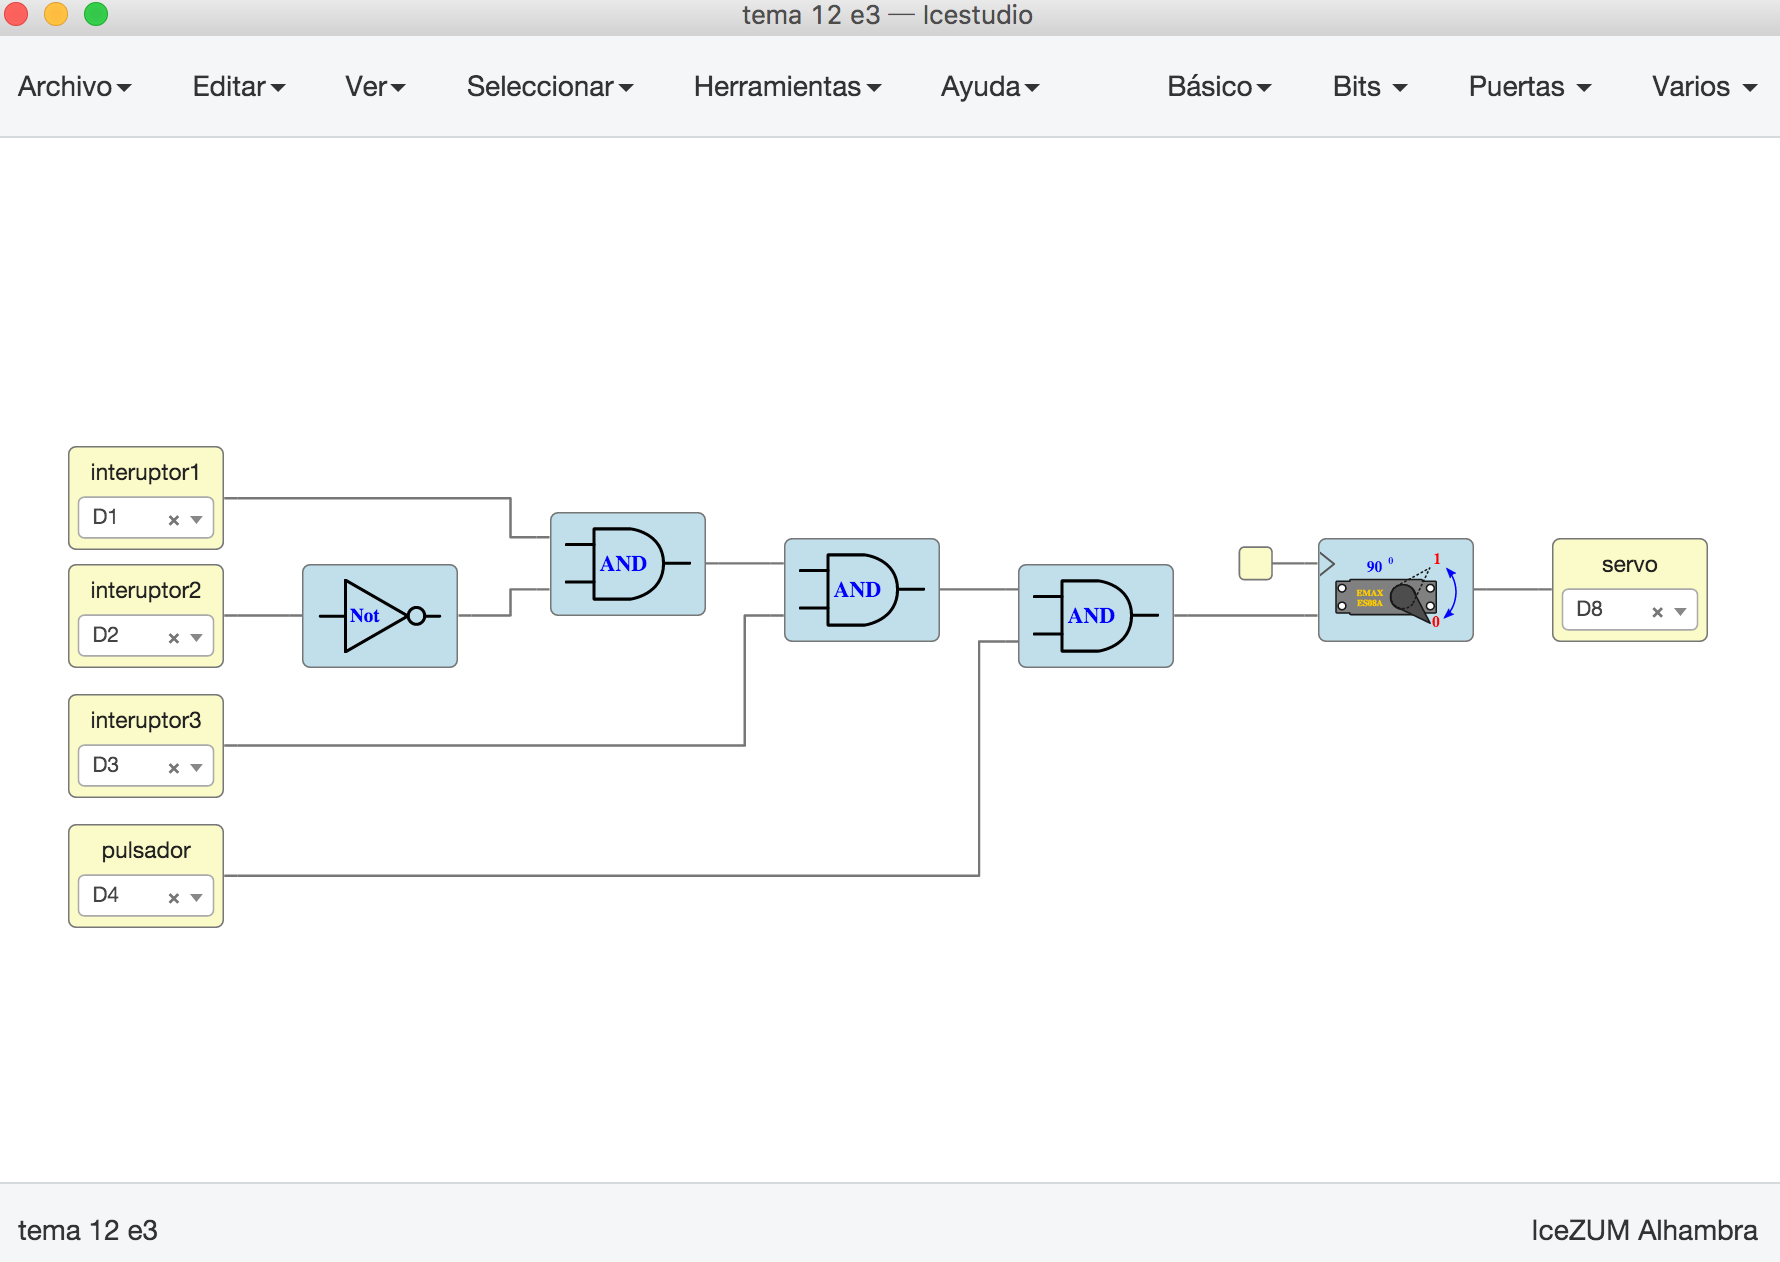 tema 12 e3 — Icestudio
Archivo Editar Ver Seleccionar Herramientas Ayuda Básico Bits Puertas Varios
interuptor1
D1
interuptor2
D2
interuptor3
D3
pulsador
D4
Not
AND
AND
AND
90 0
1
EMAX
ES08A
0
servo
D8
tema 12 e3
IceZUM Alhambra